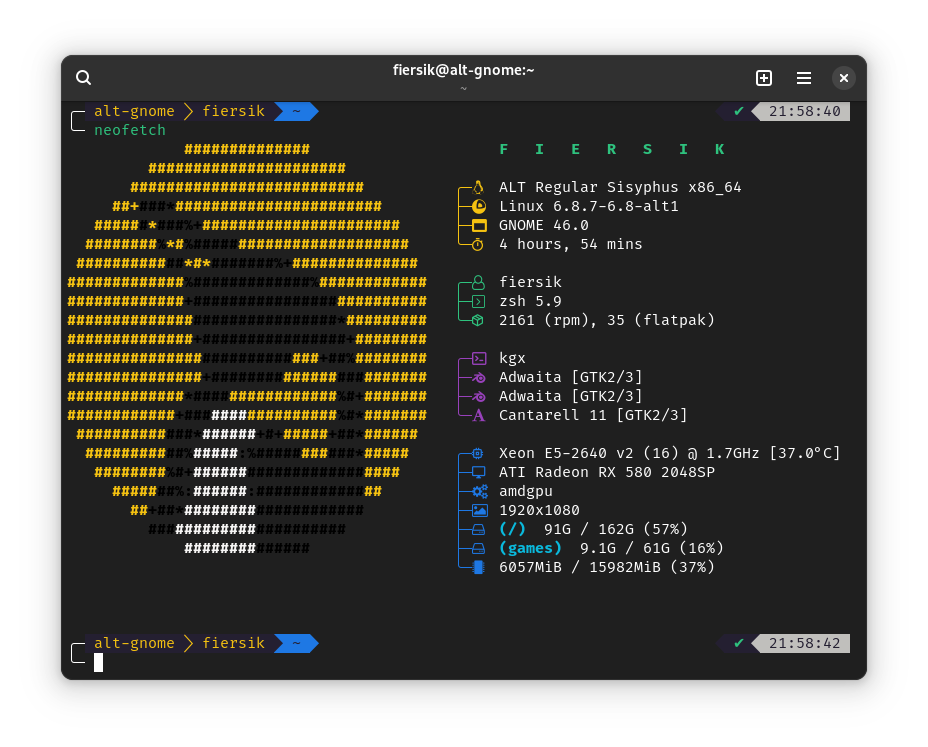 fiersik@alt-gnome:~
~
alt-gnome fiersik ~ ✔ 21:58:40
neofetch
F I E R S I K
ALT Regular Sisyphus x86_64
Linux 6.8.7-6.8-alt1
GNOME 46.0
4 hours, 54 mins
fiersik
zsh 5.9
2161 (rpm), 35 (flatpak)
kgx
Adwaita [GTK2/3]
Adwaita [GTK2/3]
Cantarell 11 [GTK2/3]
Xeon E5-2640 v2 (16) @ 1.7GHz [37.0°C]
ATI Radeon RX 580 2048SP
amdgpu
1920x1080
(/) 91G / 162G (57%)
(games) 9.1G / 61G (16%)
6057MiB / 15982MiB (37%)
alt-gnome fiersik ~ ✔ 21:58:42